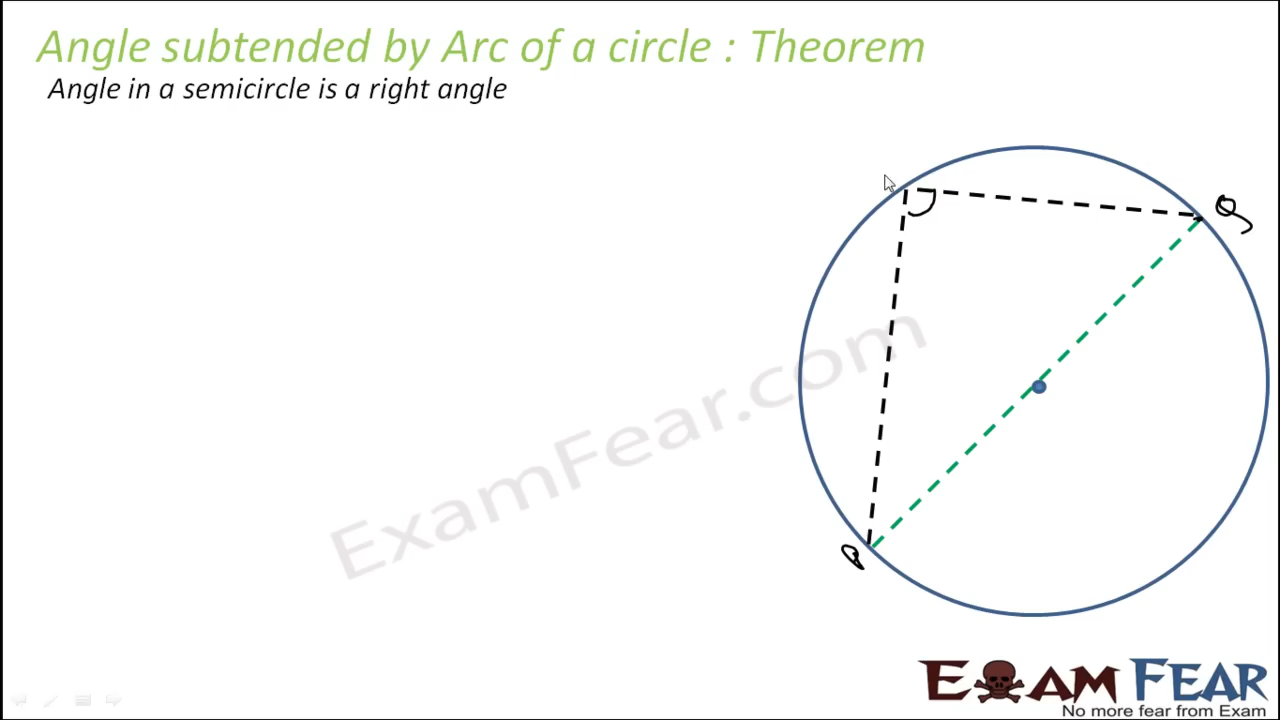 Angle subtended by Arc of a circle : Theorem
Angle in a semicircle is a right angle
Q
P
ExamFear.com
EXAM FEAR
No more fear from Exam